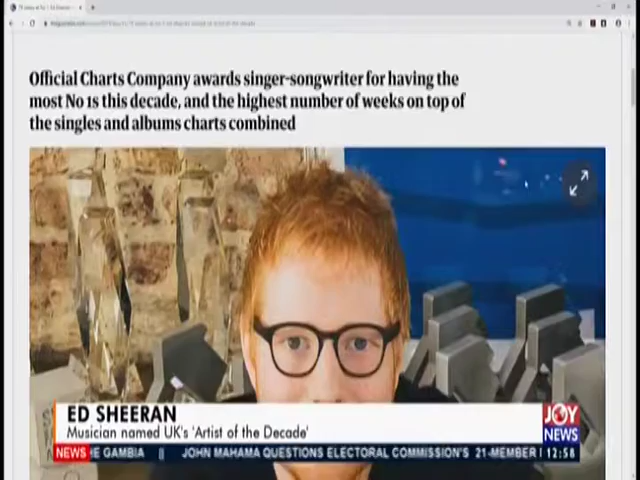 Official Charts Company awards singer-songwriter for having the
most No 1s this decade, and the highest number of weeks on top of
the singles and albums charts combined
ED SHEERAN
Musician named UK's 'Artist of the Decade'
JOY
NEWS
NEWS
E GAMBIA || JOHN MAHAMA QUESTIONS ELECTORAL COMMISSION'S 21-MEMBER
12:58